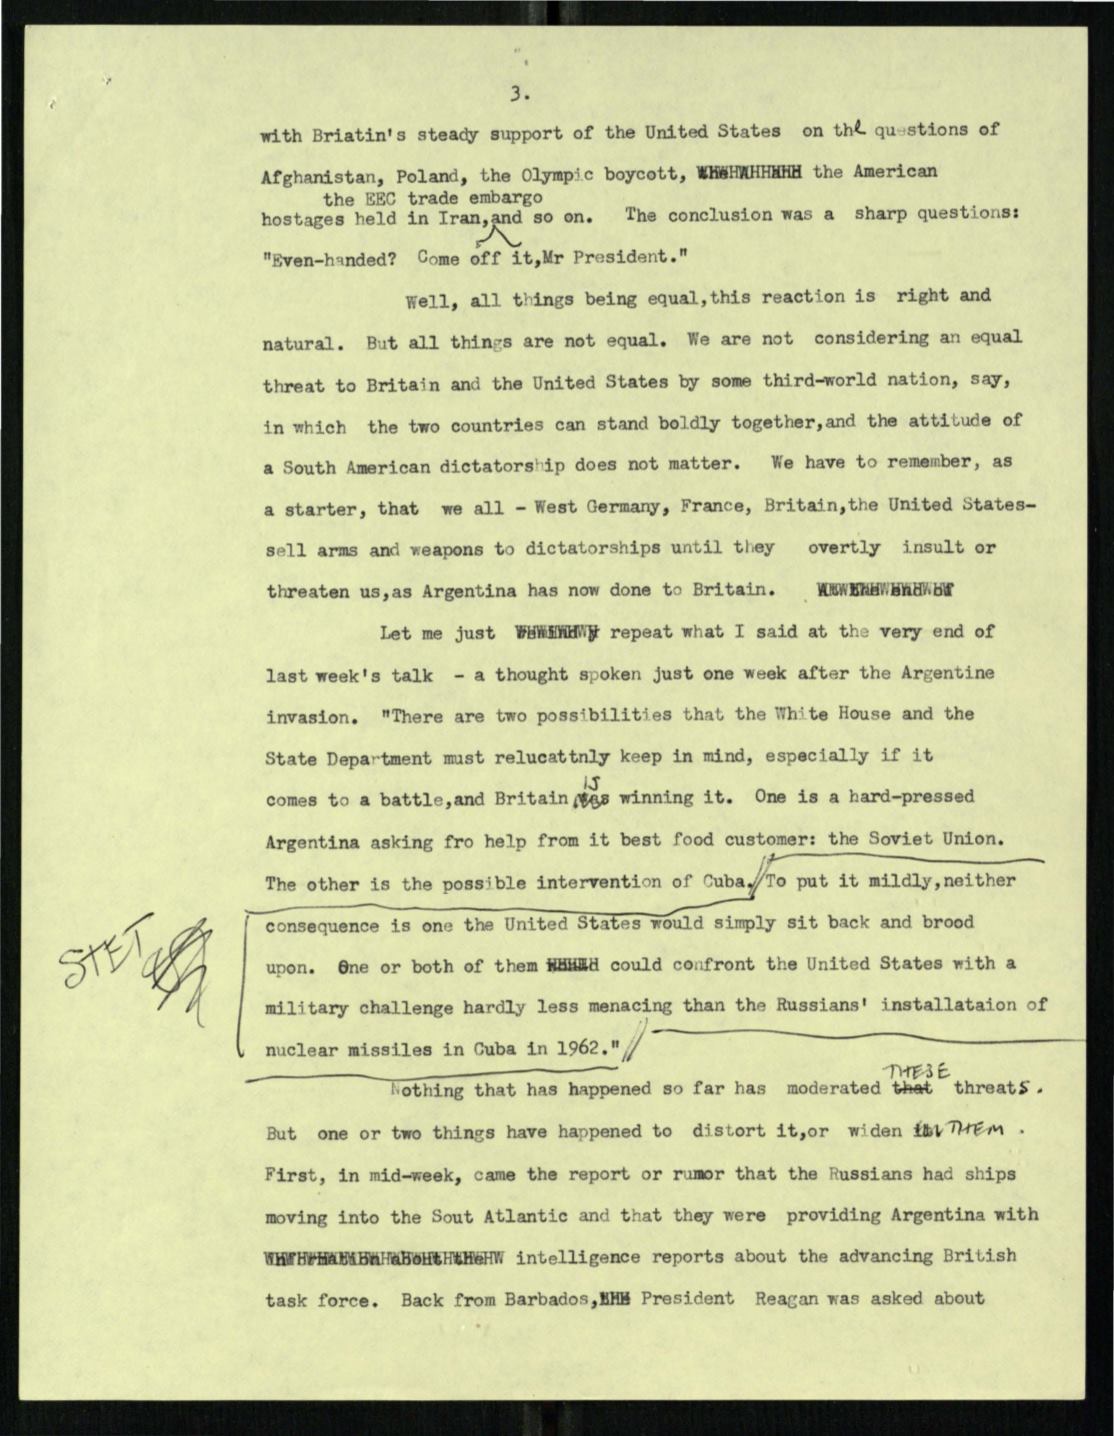 3.
with Briatin's steady support of the United States on the questions of
Afghanistan, Poland, the Olympic boycott, the American
the EEC trade embargo
hostages held in Iran,and so on. The conclusion was a sharp questions:
"Even-handed? Come off it,Mr President."
Well, all things being equal,this reaction is right and
natural. But all things are not equal. We are not considering an equal
threat to Britain and the United States by some third-world nation, say,
in which the two countries can stand boldly together,and the attitude of
a South American dictatorship does not matter. We have to remember, as
a starter, that we all - West Germany, France, Britain,the United States-
sell arms and weapons to dictatorships until they overtly insult or
threaten us,as Argentina has now done to Britain.
Let me just repeat what I said at the very end of
last week's talk - a thought spoken just one week after the Argentine
invasion. "There are two possibilities that the White House and the
State Department must relucattnly keep in mind, especially if it
IS
comes to a battle,and Britain was winning it. One is a hard-pressed
Argentina asking fro help from it best food customer: the Soviet Union.
The other is the possible intervention of Cuba.//To put it mildly,neither
consequence is one the United States would simply sit back and brood
STET
upon. One or both of them could confront the United States with a
military challenge hardly less menacing than the Russians' installataion of
nuclear missiles in Cuba in 1962."//
THESE
Nothing that has happened so far has moderated that threats.
But one or two things have happened to distort it,or widen THEM.
First, in mid-week, came the report or rumor that the Russians had ships
moving into the Sout Atlantic and that they were providing Argentina with
intelligence reports about the advancing British
task force. Back from Barbados, President Reagan was asked about